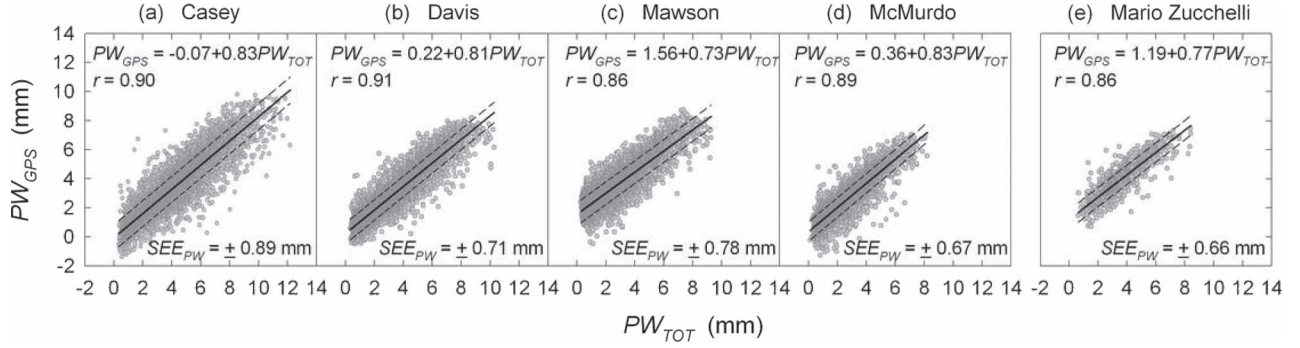 (a) Casey (b) Davis (c) Mawson (d) McMurdo (e) Mario Zucchelli
14
PW_GPS = -0.07+0.83PW_TOT PW_GPS = 0.22+0.81PW_TOT PW_GPS = 1.56+0.73PW_TOT PW_GPS = 0.36+0.83PW_TOT PW_GPS = 1.19+0.77PW_TOT
12
r = 0.90 r = 0.91 r = 0.86 r = 0.89 r = 0.86
10
8
6
4
2
0
-2
PW_GPS (mm)
SEE_PW = ± 0.89 mm SEE_PW = ± 0.71 mm SEE_PW = ± 0.78 mm SEE_PW = ± 0.67 mm SEE_PW = ± 0.66 mm
-2 0 2 4 6 8 10 12 14 0 2 4 6 8 10 12 14 0 2 4 6 8 10 12 14 0 2 4 6 8 10 12 14 -2 0 2 4 6 8 10 12 14
PW_TOT (mm)